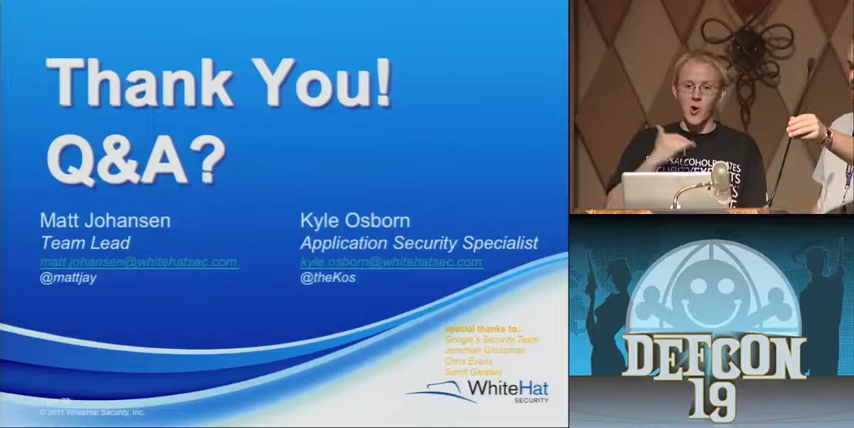 Thank You!
Q&A?
Matt Johansen
Team Lead
matt.johansen@whitehatsec.com
@mattjay
Kyle Osborn
Application Security Specialist
kyle.osborn@whitehatsec.com
@theKos
special thanks to:
Google's Security Team
Jeremiah Grossman
Chris Evans
WhiteHat
SECURITY
© 2011 WhiteHat Security, Inc.
DEFCON
19